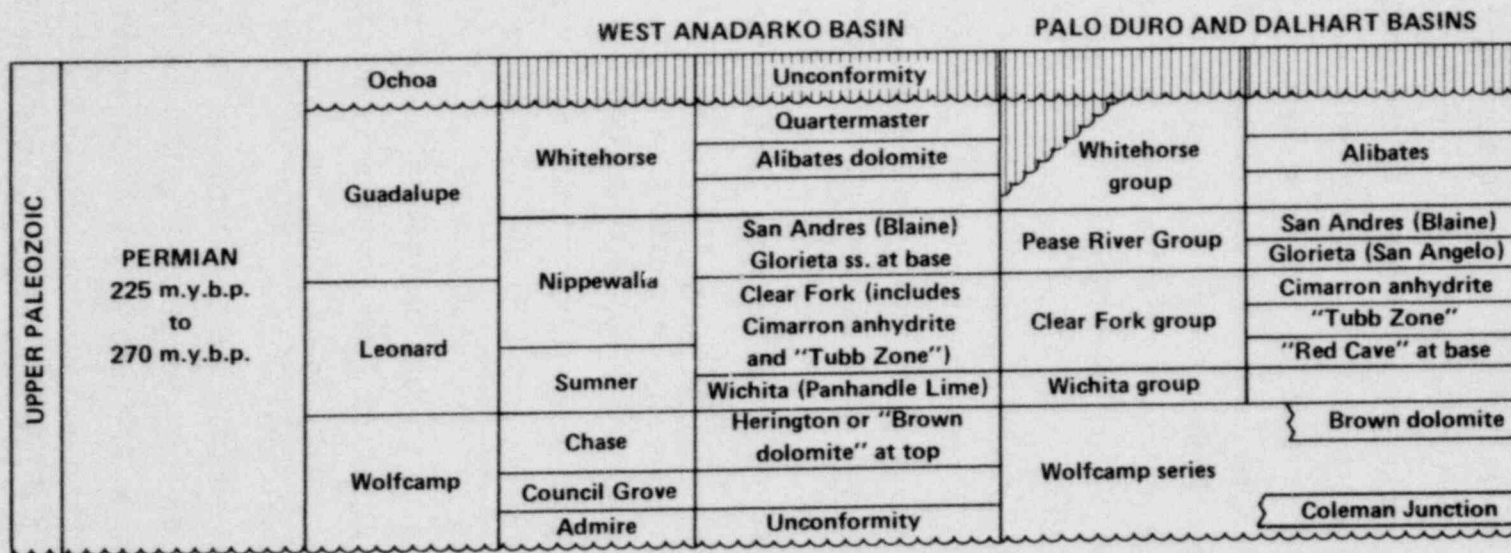 WEST ANADARKO BASIN
PALO DURO AND DALHART BASINS
UPPER PALEOZOIC
PERMIAN
225 m.y.b.p.
to
270 m.y.b.p.
Ochoa
Guadalupe
Leonard
Wolfcamp
Whitehorse
Nippewalia
Sumner
Chase
Council Grove
Admire
Unconformity
Quartermaster
Alibates dolomite
San Andres (Blaine)
Glorieta ss. at base
Clear Fork (includes
Cimarron anhydrite
and "Tubb Zone")
Wichita (Panhandle Lime)
Herington or "Brown
dolomite" at top
Unconformity
Whitehorse
group
Pease River Group
Clear Fork group
Wichita group
Wolfcamp series
Alibates
San Andres (Blaine)
Glorieta (San Angelo)
Cimarron anhydrite
"Tubb Zone"
"Red Cave" at base
Brown dolomite
Coleman Junction